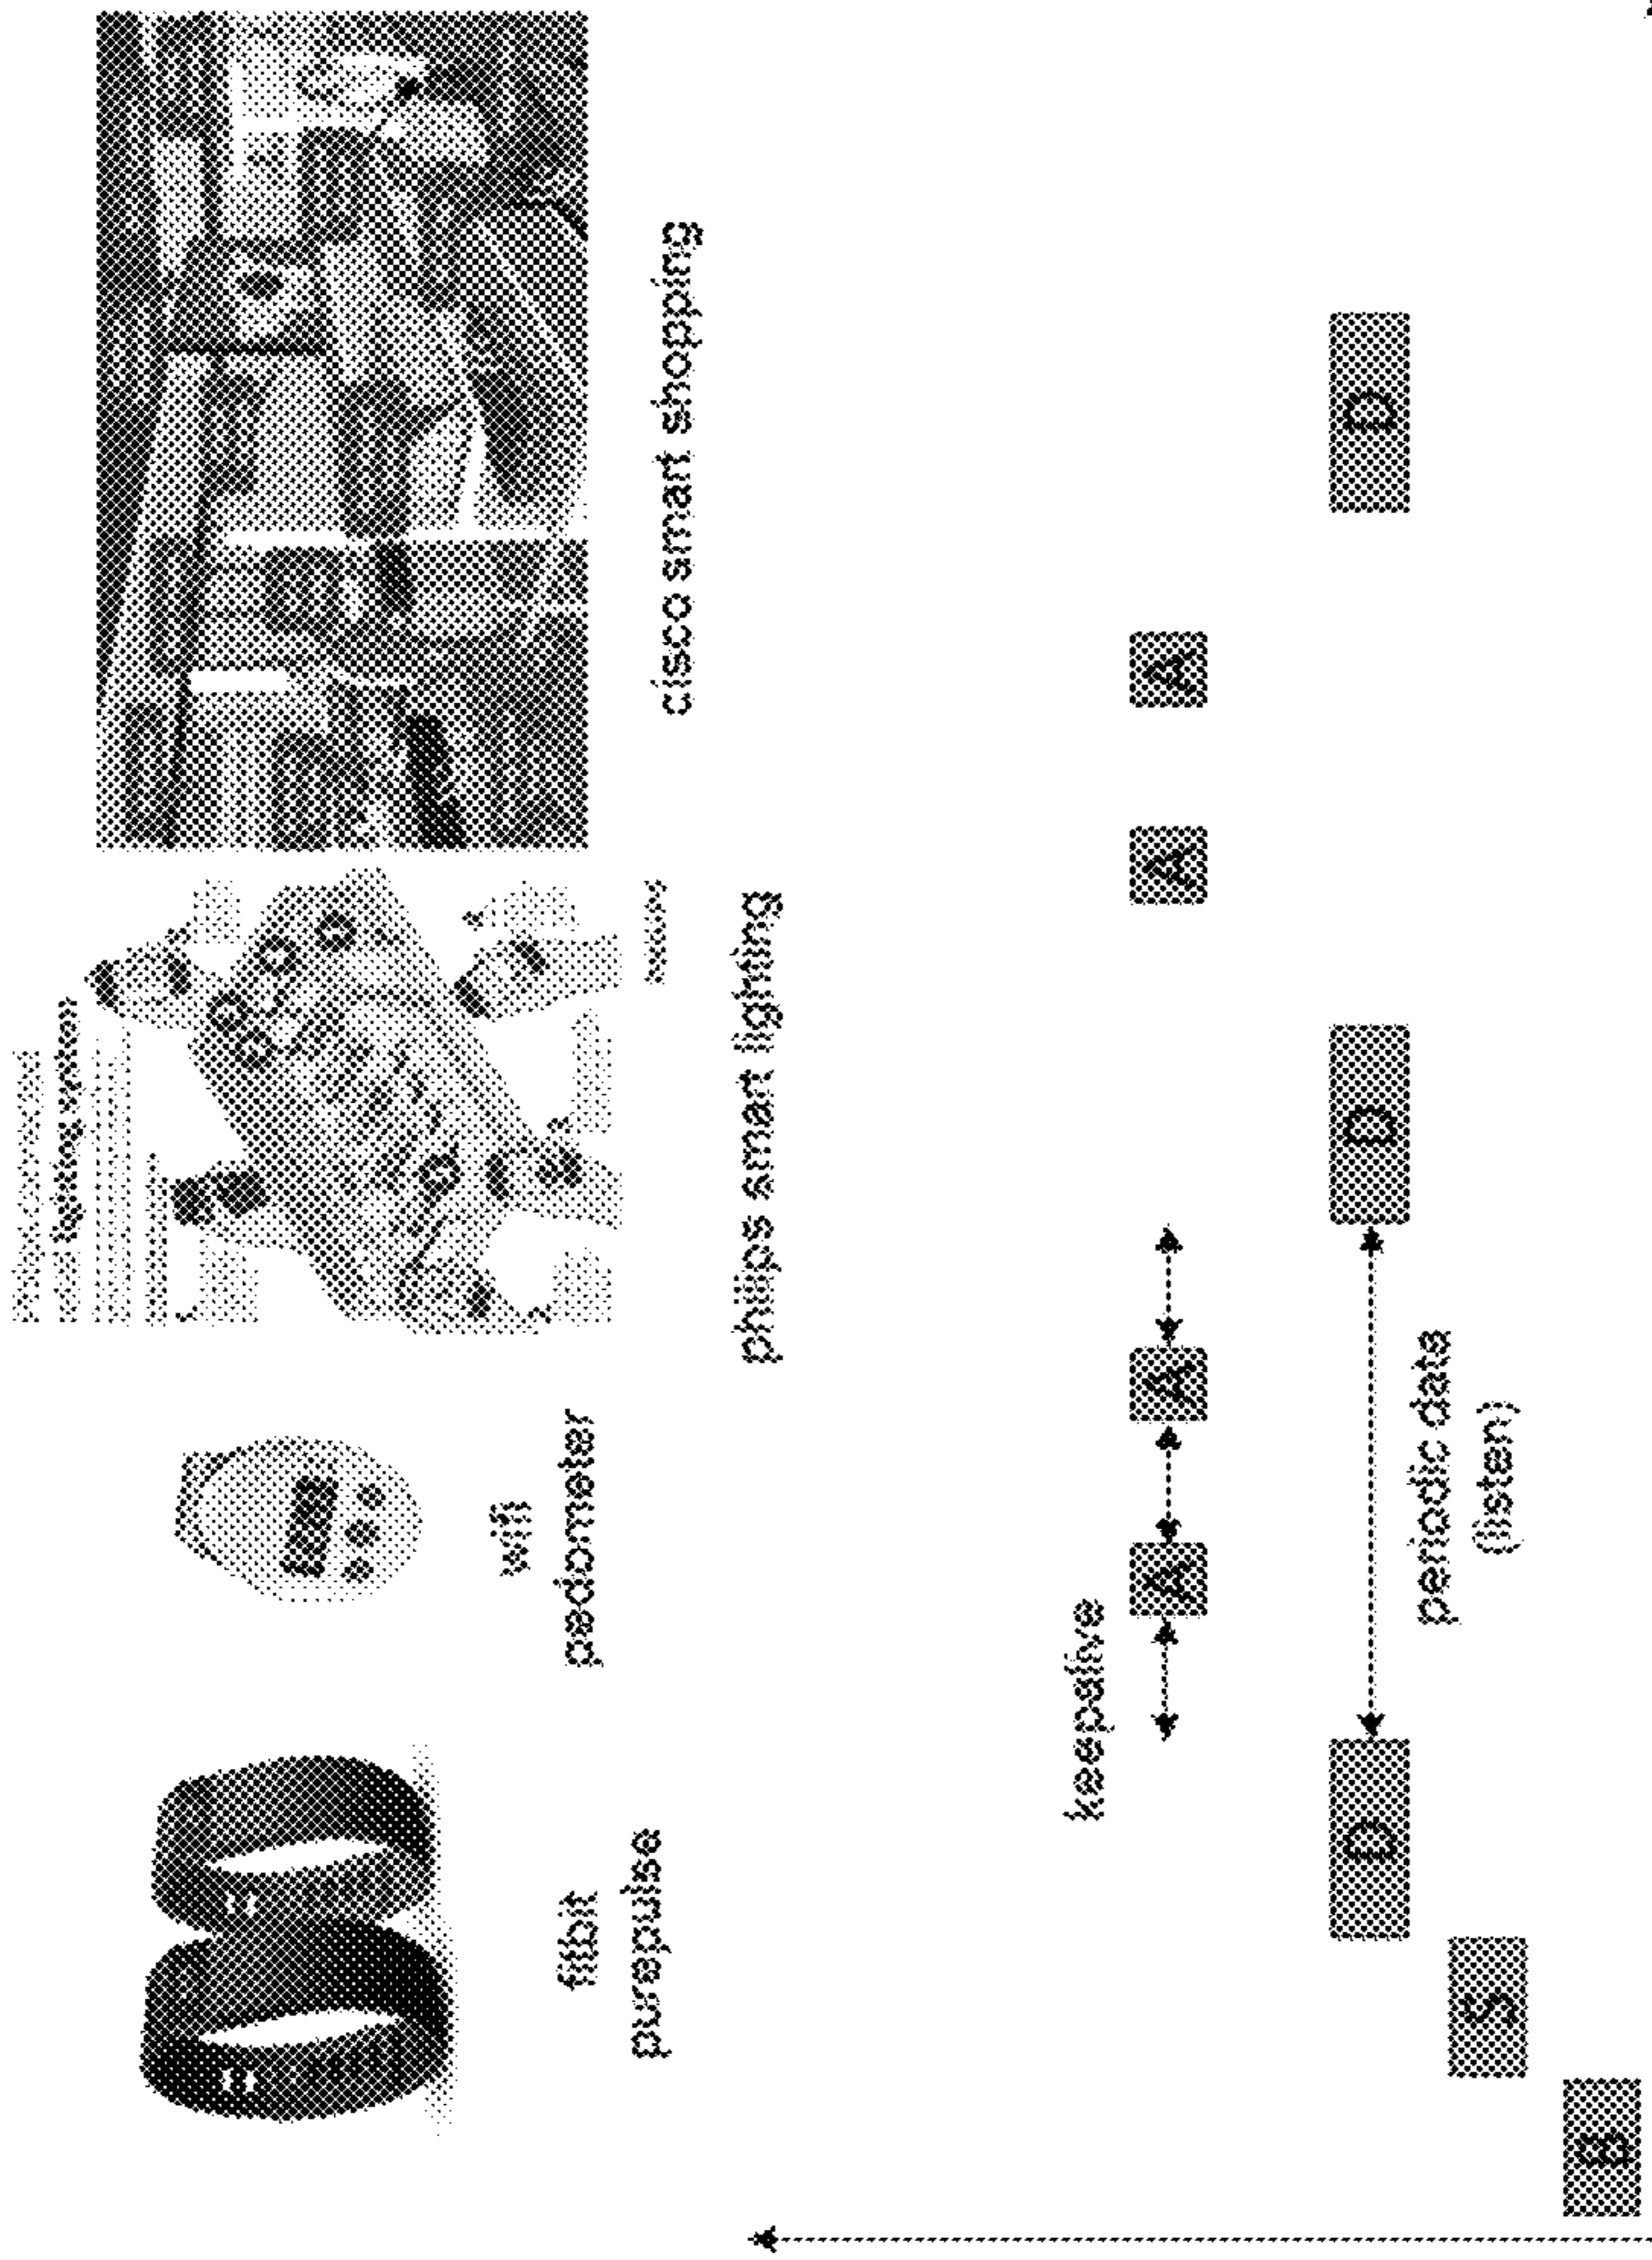 fitbit
purepulse
wifi
pedometer
philips smart lighting
cisco smart shopping
keepalive
A
A
A
A
D
D
D
periodic data
(listen)
S
B